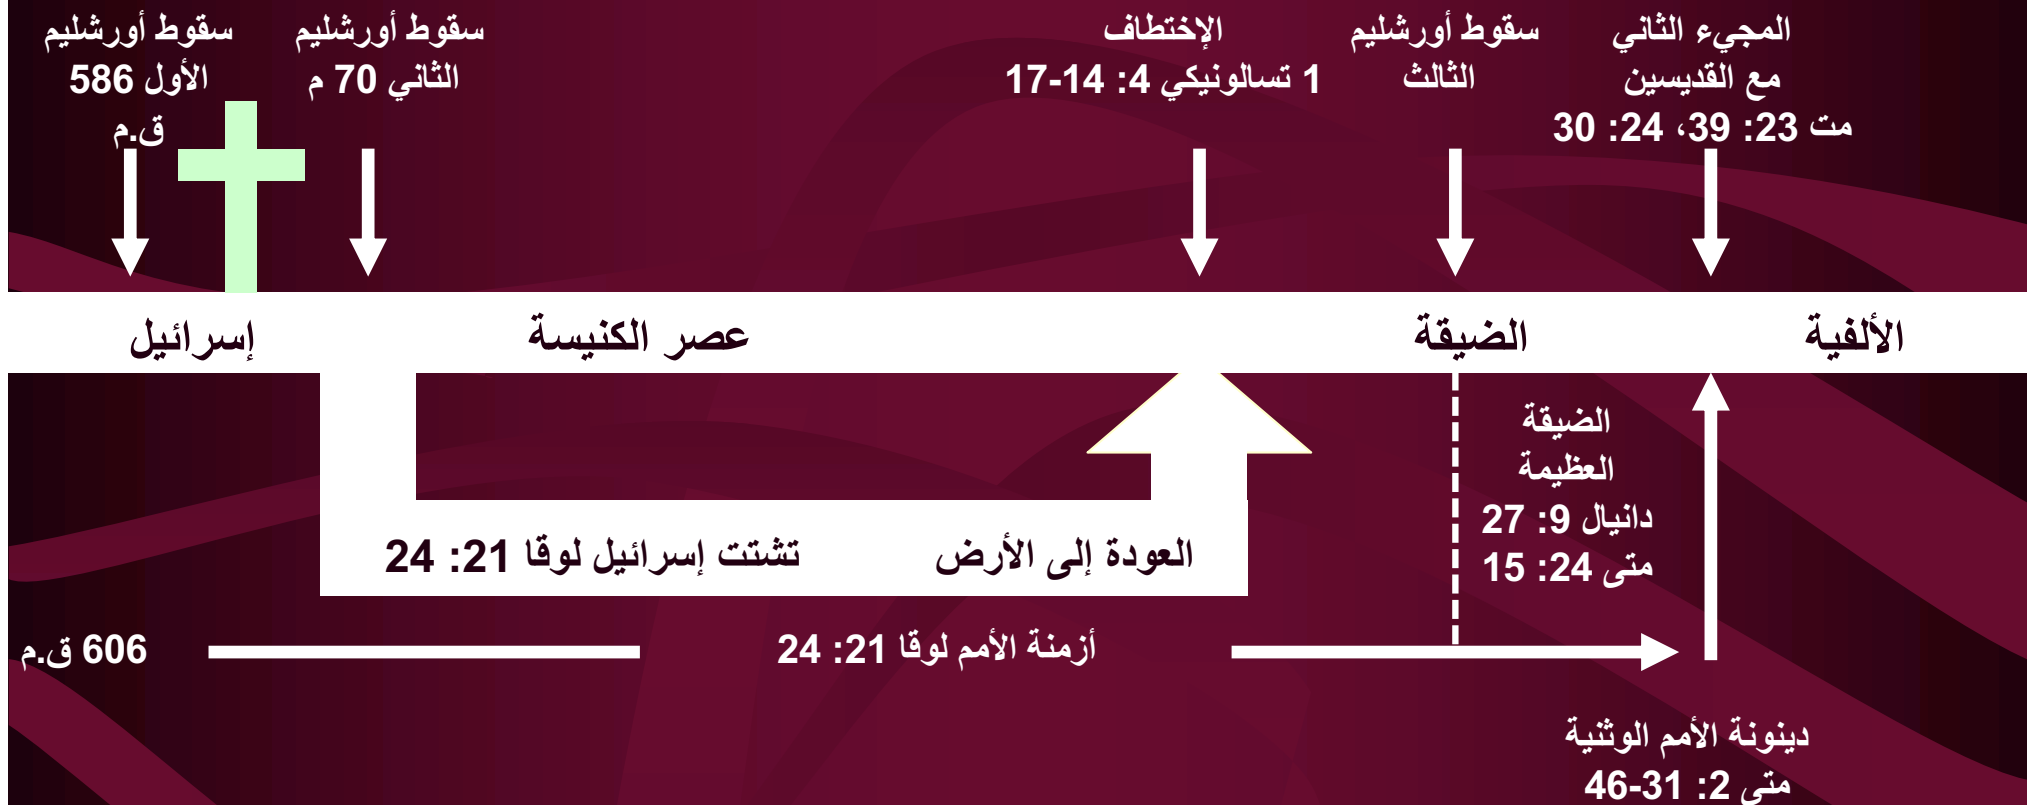 سقوط أورشليم
الأول 586
ق.م
سقوط أورشليم
الثاني 70 م
الإختطاف
1 تسالونيكي 4: 14-17
سقوط أورشليم
الثالث
المجيء الثاني
مع القديسين
مت 23: 39، 24: 30
إسرائيل
عصر الكنيسة
الضيقة
الألفية
الضيقة
العظيمة
دانيال 9: 27
متى 24: 15
تشتت إسرائيل لوقا 21: 24
العودة إلى الأرض
606 ق.م
أزمنة الأمم لوقا 21: 24
دينونة الأمم الوثنية
متى 2: 31-46